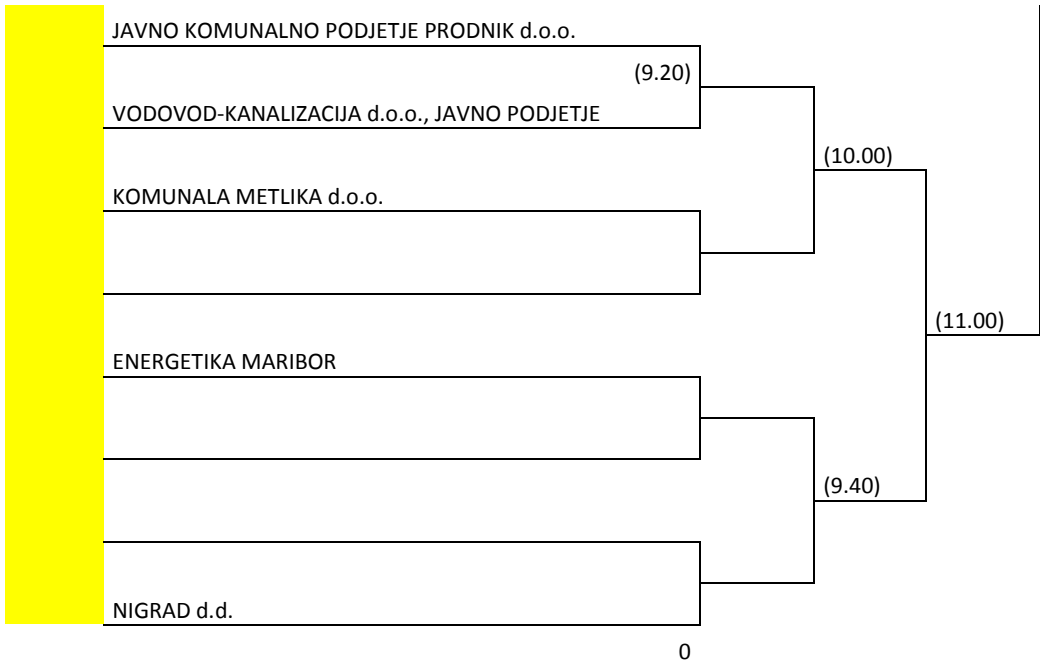 JAVNO KOMUNALNO PODJETJE PRODNIK d.o.o.
(9.20)
VODOVOD-KANALIZACIJA d.o.o., JAVNO PODJETJE
(10.00)
KOMUNALA METLIKA d.o.o.
(11.00)
ENERGETIKA MARIBOR
(9.40)
NIGRAD d.d.
0